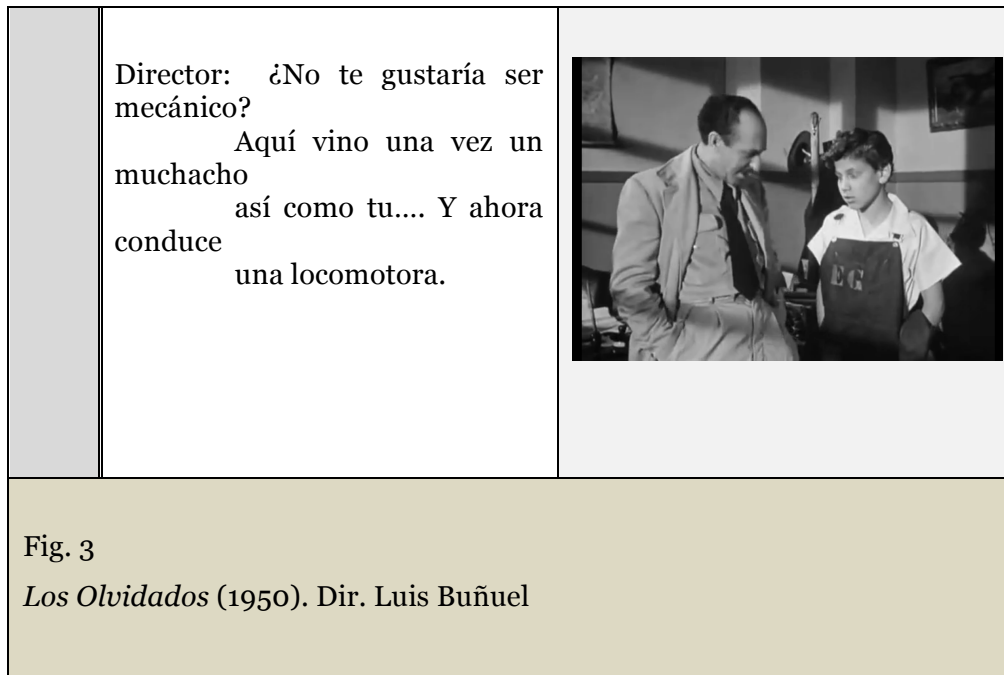 Director: ¿No te gustaría ser
mecánico?
Aquí vino una vez un
muchacho
así como tu.... Y ahora
conduce
una locomotora.
EG
Fig. 3
Los Olvidados (1950). Dir. Luis Buñuel